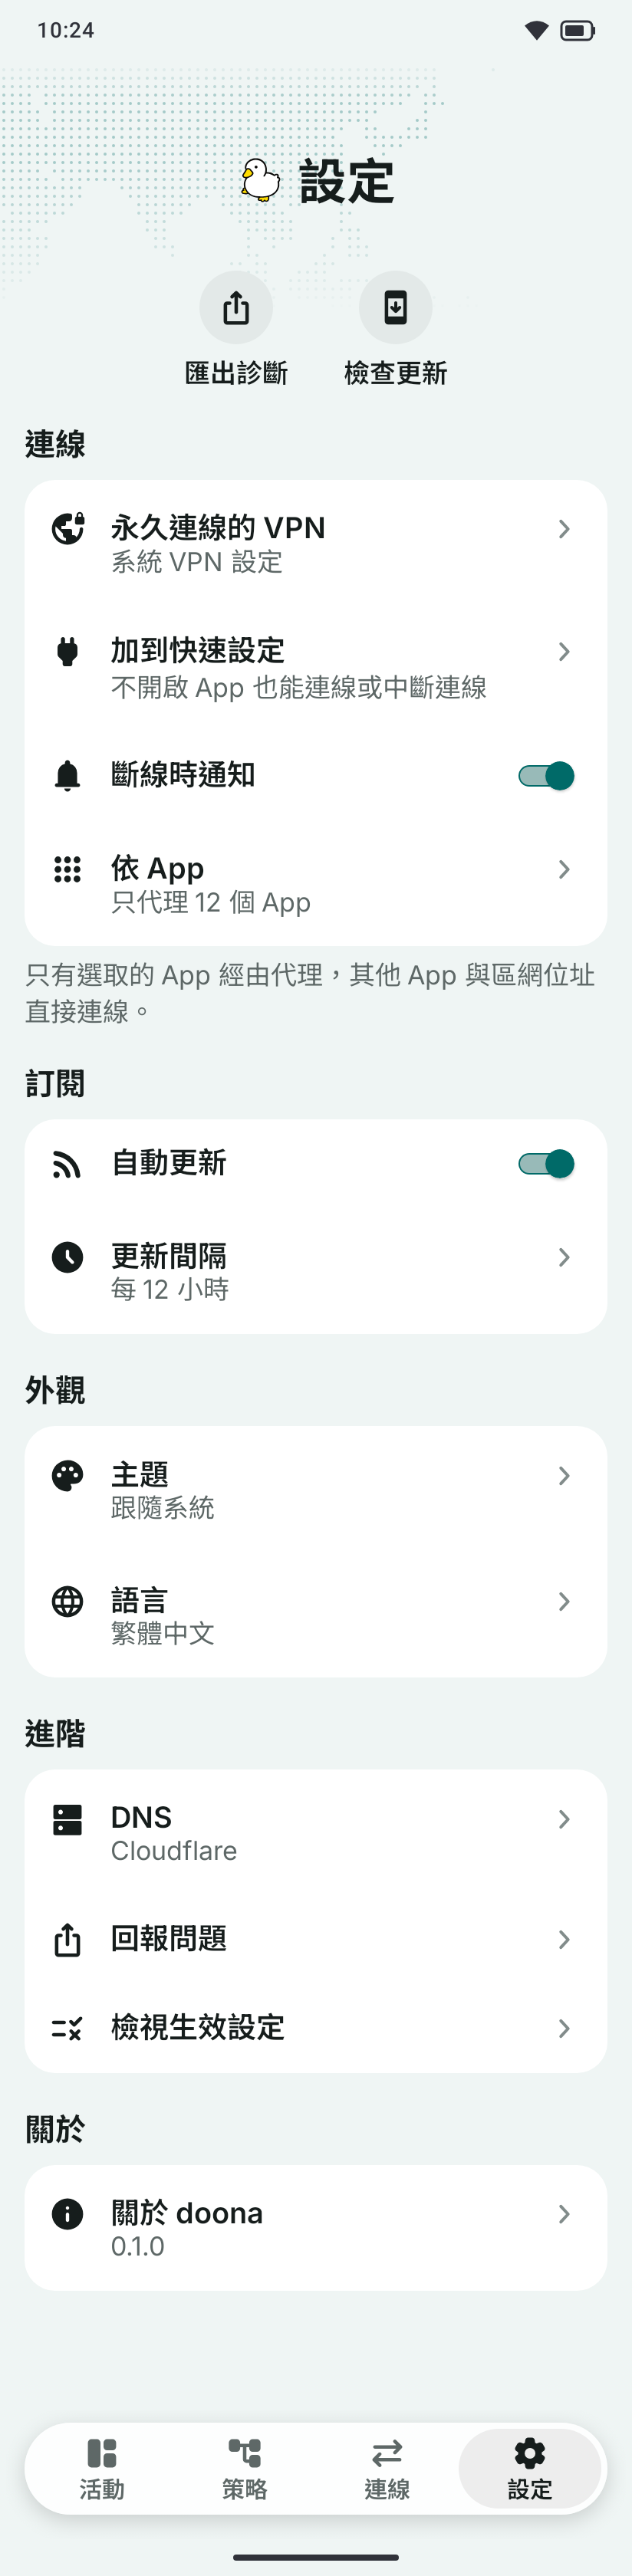 10:24
設定
匯出診斷
檢查更新
連線
永久連線的 VPN
系統 VPN 設定
加到快速設定
不開啟 App 也能連線或中斷連線
斷線時通知
依 App
只代理 12 個 App
只有選取的 App 經由代理，其他 App 與區網位址
直接連線。
訂閱
自動更新
更新間隔
每 12 小時
外觀
主題
跟隨系統
語言
繁體中文
進階
DNS
Cloudflare
回報問題
檢視生效設定
關於
關於 doona
0.1.0
活動
策略
連線
設定